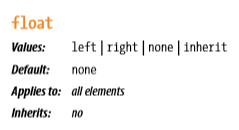 float
Values: left | right | none | inherit
Default: none
Applies to: all elements
Inherits: no